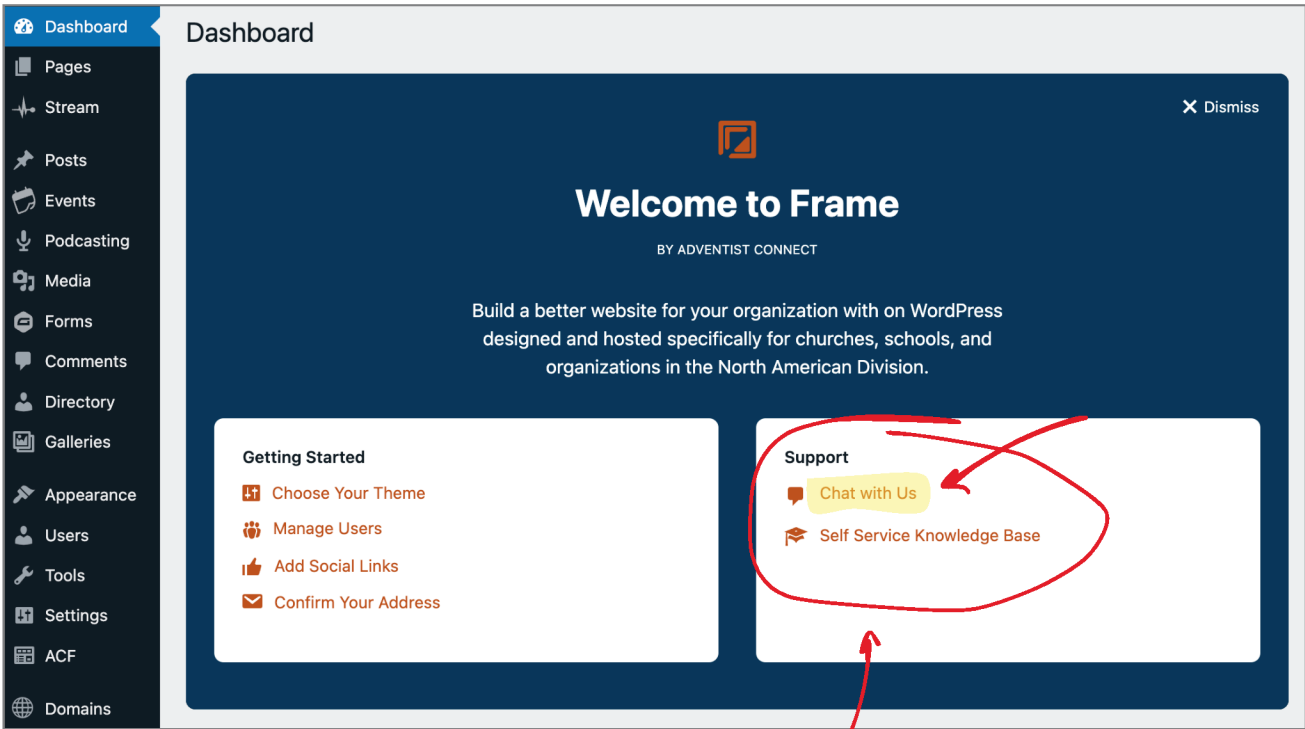 Dashboard
Pages
Stream
Posts
Events
Podcasting
Media
Forms
Comments
Directory
Galleries
Appearance
Users
Tools
Settings
ACF
Domains
Dashboard
Dismiss
Welcome to Frame
BY ADVENTIST CONNECT
Build a better website for your organization with on WordPress
designed and hosted specifically for churches, schools, and
organizations in the North American Division.
Getting Started
Choose Your Theme
Manage Users
Add Social Links
Confirm Your Address
Support
Chat with Us
Self Service Knowledge Base